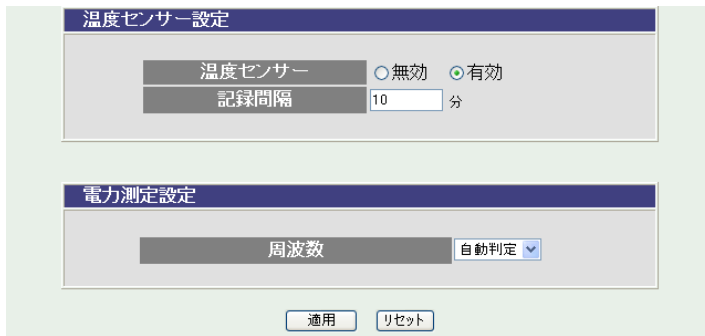 温度センサー設定
温度センサー 無効 有効
記録間隔 10 分
電力測定設定
周波数 自動判定
適用 リセット